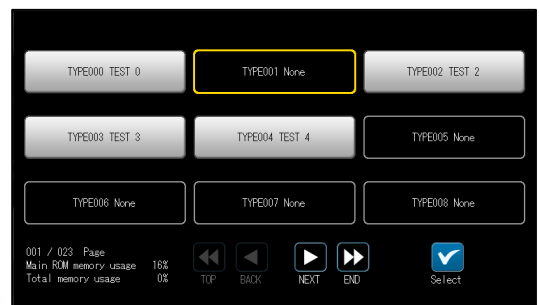 TYPE000 TEST 0
TYPE001 None
TYPE002 TEST 2
TYPE003 TEST 3
TYPE004 TEST 4
TYPE005 None
TYPE006 None
TYPE007 None
TYPE008 None
001 / 023 Page
Main ROM memory usage 16%
Total memory usage 0%
TOP BACK NEXT END Select